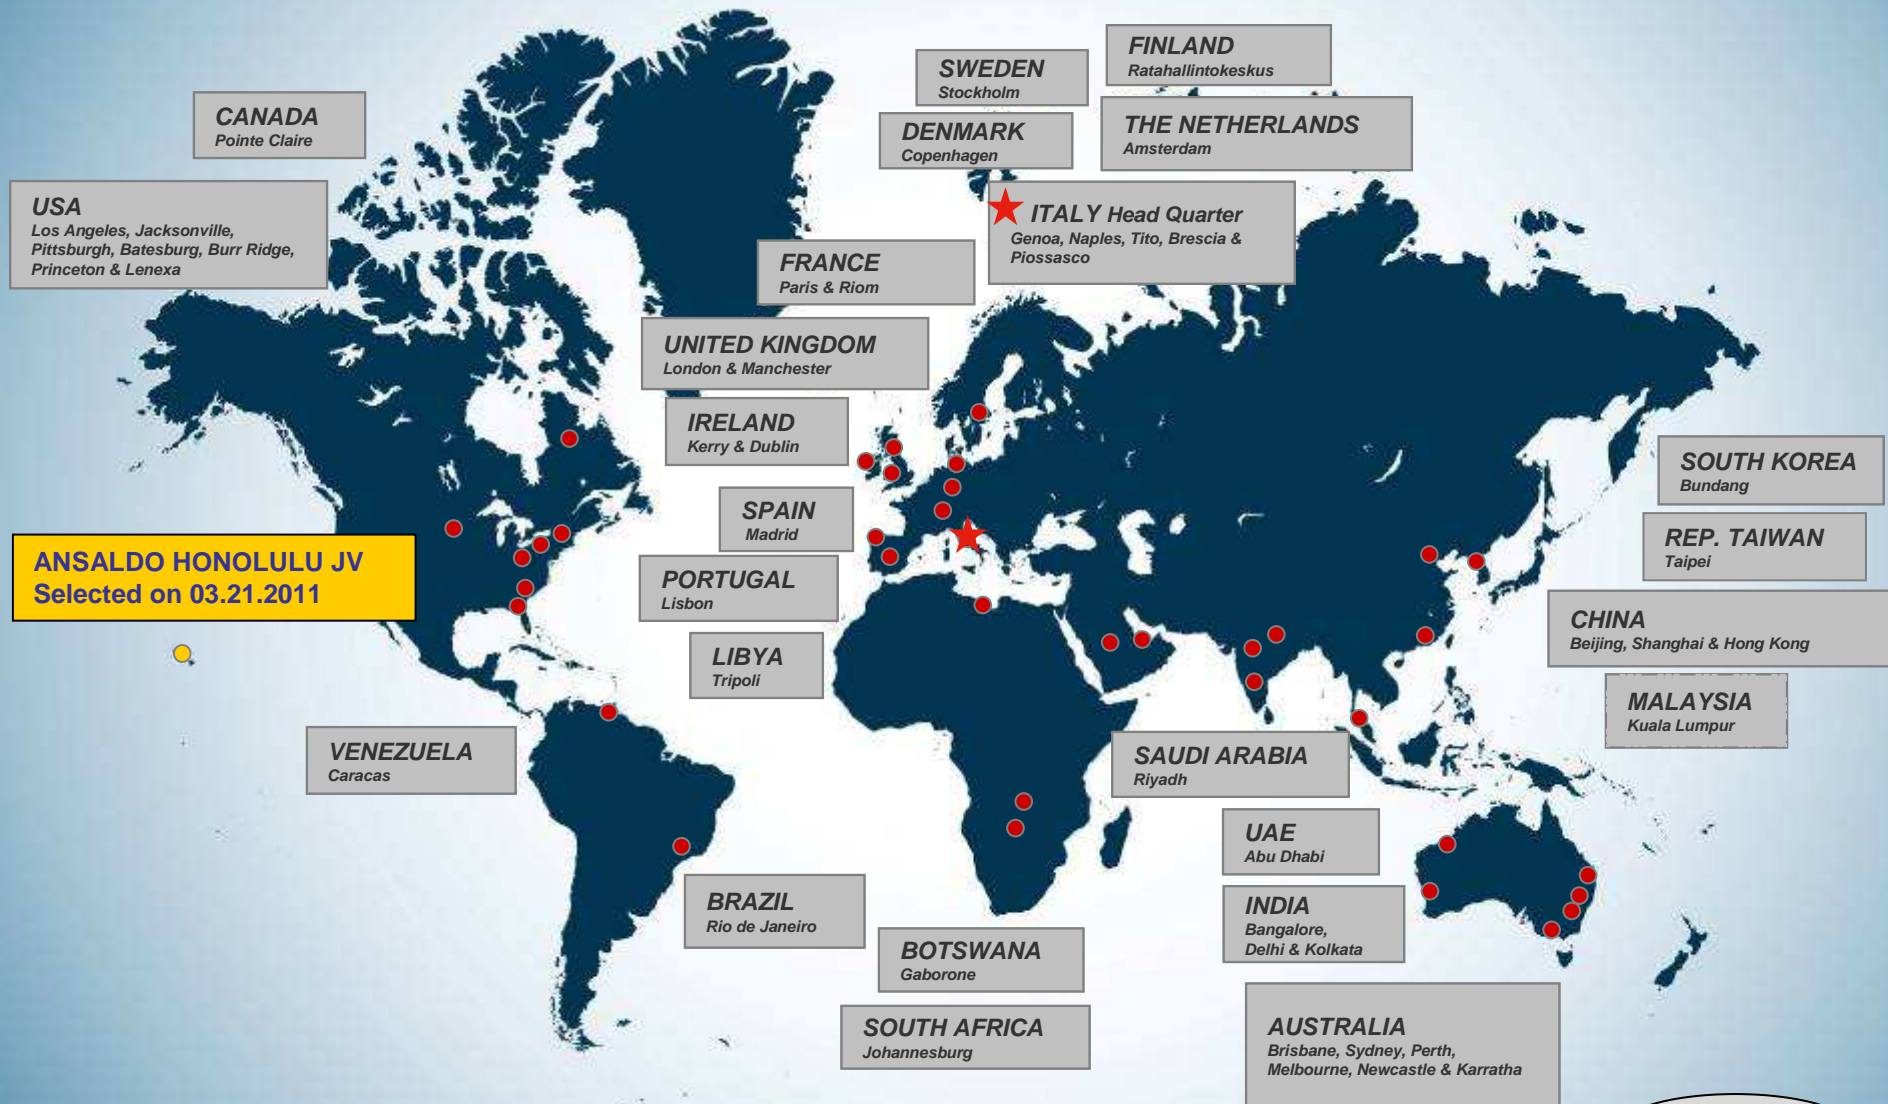 FINLAND
Ratahallintokeskus
SWEDEN
Stockholm
CANADA
Pointe Claire
DENMARK
Copenhagen
THE NETHERLANDS
Amsterdam
USA
Los Angeles, Jacksonville,
Pittsburgh, Batesburg, Burr Ridge,
Princeton & Lenexa
ITALY Head Quarter
Genoa, Naples, Tito, Brescia &
Piossasco
FRANCE
Paris & Riom
UNITED KINGDOM
London & Manchester
IRELAND
Kerry & Dublin
SOUTH KOREA
Bundang
SPAIN
Madrid
REP. TAIWAN
Taipei
ANSALDO HONOLULU JV
Selected on 03.21.2011
PORTUGAL
Lisbon
CHINA
Beijing, Shanghai & Hong Kong
LIBYA
Tripoli
MALAYSIA
Kuala Lumpur
VENEZUELA
Caracas
SAUDI ARABIA
Riyadh
UAE
Abu Dhabi
BRAZIL
Rio de Janeiro
INDIA
Bangalore,
Delhi & Kolkata
BOTSWANA
Gaborone
SOUTH AFRICA
Johannesburg
AUSTRALIA
Brisbane, Sydney, Perth,
Melbourne, Newcastle & Karratha